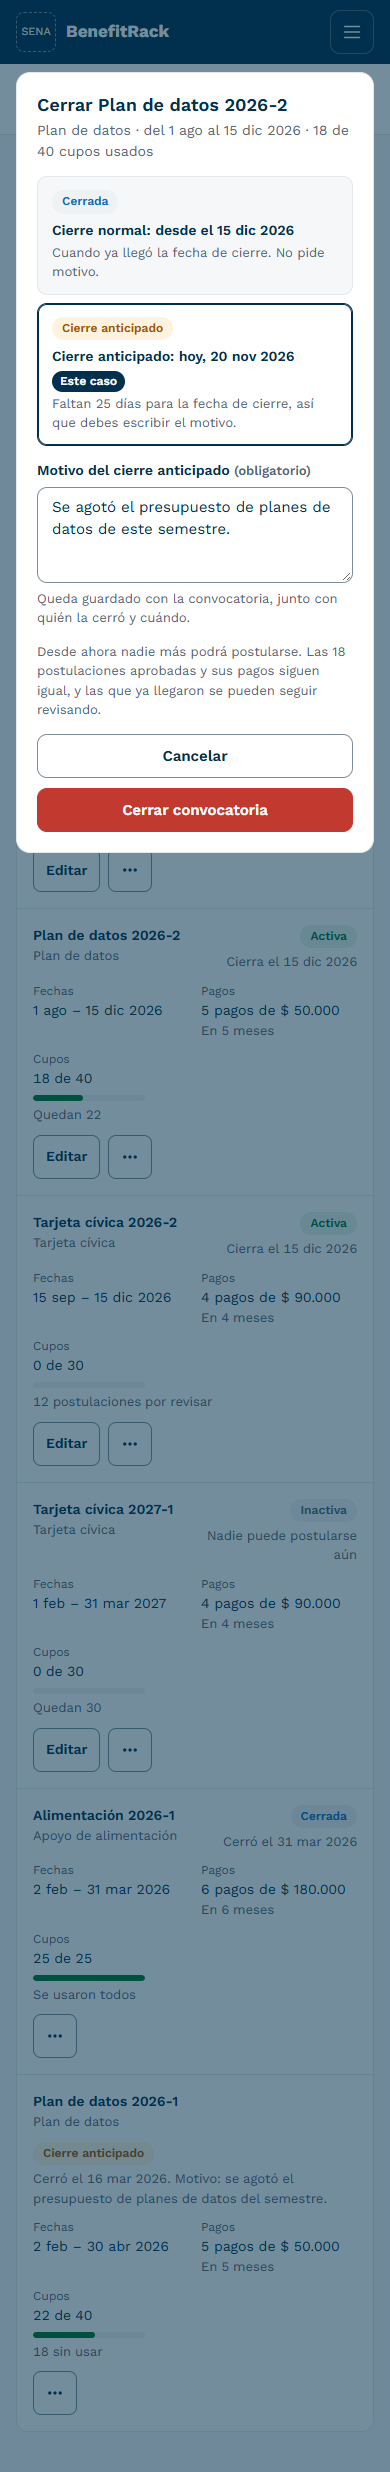 SENA BenefitRack
Cerrar Plan de datos 2026-2
Plan de datos · del 1 ago al 15 dic 2026 · 18 de
40 cupos usados
Cerrada
Cierre normal: desde el 15 dic 2026
Cuando ya llegó la fecha de cierre. No pide
motivo.
Cierre anticipado
Cierre anticipado: hoy, 20 nov 2026
Este caso
Faltan 25 días para la fecha de cierre, así
que debes escribir el motivo.
Motivo del cierre anticipado (obligatorio)
Se agotó el presupuesto de planes de
datos de este semestre.
Queda guardado con la convocatoria, junto con
quién la cerró y cuándo.
Desde ahora nadie más podrá postularse. Las 18
postulaciones aprobadas y sus pagos siguen
igual, y las que ya llegaron se pueden seguir
revisando.
Cancelar
Cerrar convocatoria
Editar
Plan de datos 2026-2
Activa
Plan de datos
Cierra el 15 dic 2026
Fechas
Pagos
1 ago – 15 dic 2026
5 pagos de $ 50.000
En 5 meses
Cupos
18 de 40
Quedan 22
Editar
Tarjeta cívica 2026-2
Activa
Tarjeta cívica
Cierra el 15 dic 2026
Fechas
Pagos
15 sep – 15 dic 2026
4 pagos de $ 90.000
En 4 meses
Cupos
0 de 30
12 postulaciones por revisar
Editar
Tarjeta cívica 2027-1
Inactiva
Tarjeta cívica
Nadie puede postularse
aún
Fechas
Pagos
1 feb – 31 mar 2027
4 pagos de $ 90.000
En 4 meses
Cupos
0 de 30
Quedan 30
Editar
Alimentación 2026-1
Cerrada
Apoyo de alimentación
Cerró el 31 mar 2026
Fechas
Pagos
2 feb – 31 mar 2026
6 pagos de $ 180.000
En 6 meses
Cupos
25 de 25
Se usaron todos
Plan de datos 2026-1
Plan de datos
Cierre anticipado
Cerró el 16 mar 2026. Motivo: se agotó el
presupuesto de planes de datos del semestre.
Fechas
Pagos
2 feb – 30 abr 2026
5 pagos de $ 50.000
En 5 meses
Cupos
22 de 40
18 sin usar